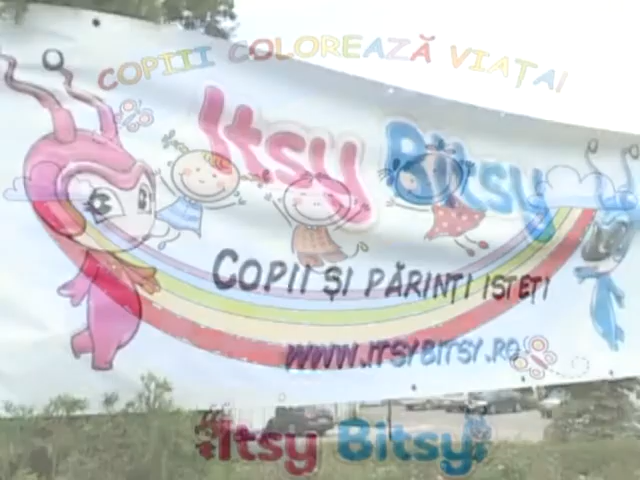 COPIII COLOREAZĂ VIAȚA!
Itsy Bitsy
COPII ȘI PĂRINȚI ISTEȚI
WWW.ITSYBITSY.RO
Itsy Bitsy